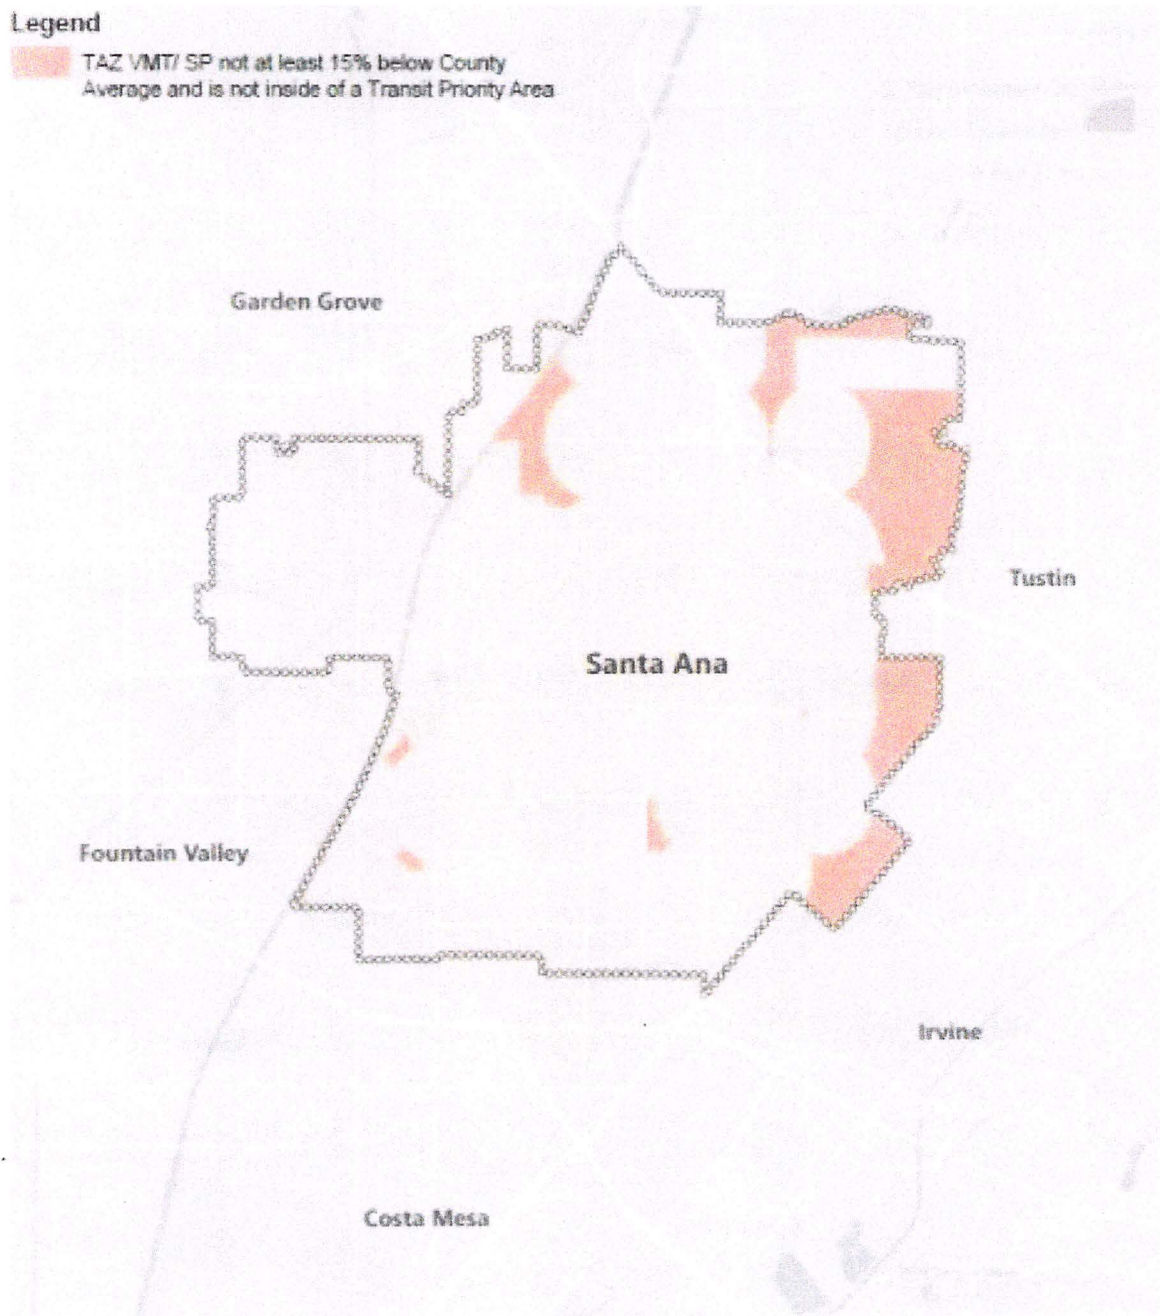 Legend
TAZ VMT/ SP not at least 15% below County
Average and is not inside of a Transit Priority Area
Garden Grove
Tustin
Santa Ana
Fountain Valley
Irvine
Costa Mesa